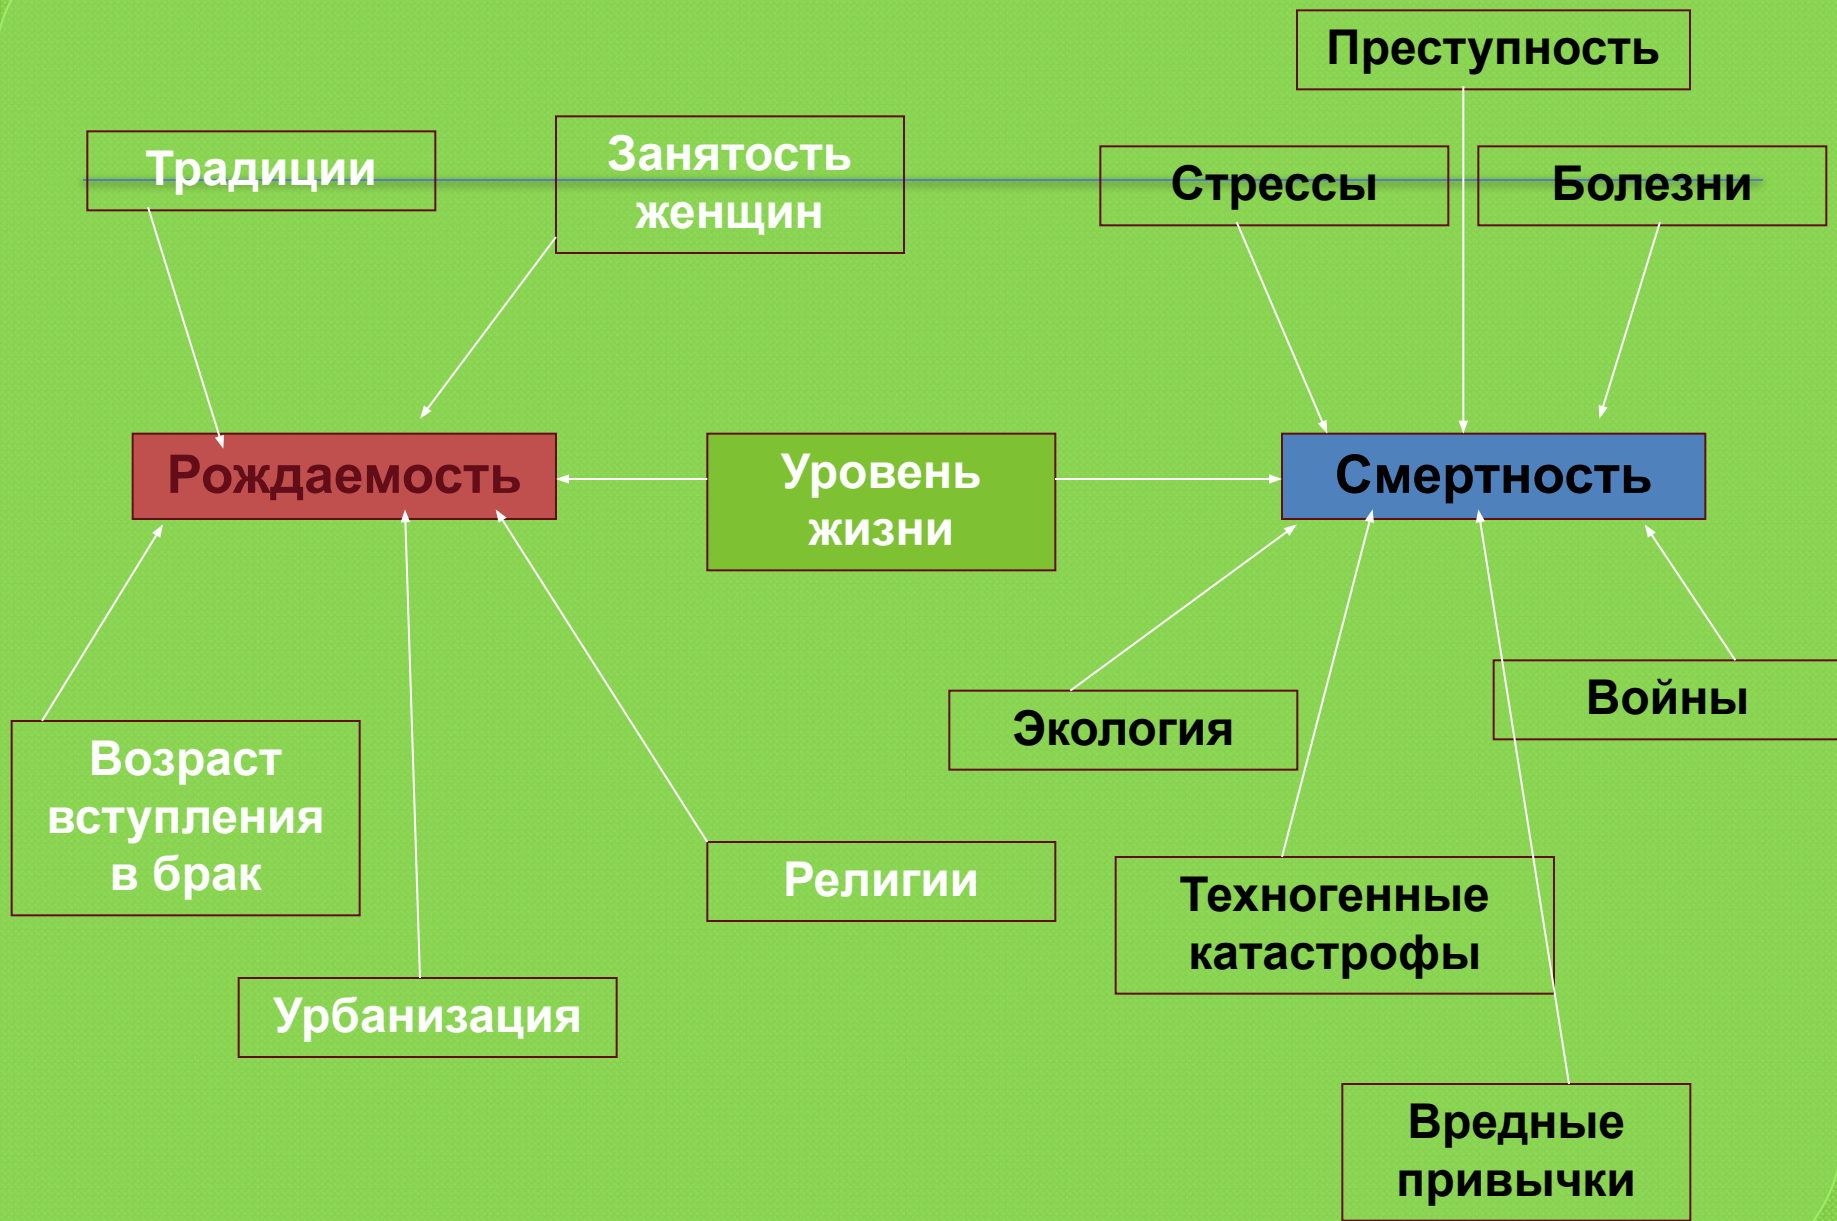 Преступность
Традиции
Занятость
женщин
Стрессы
Болезни
Рождаемость
Уровень
жизни
Смертность
Экология
Войны
Возраст
вступления
в брак
Религии
Техногенные
катастрофы
Урбанизация
Вредные
привычки